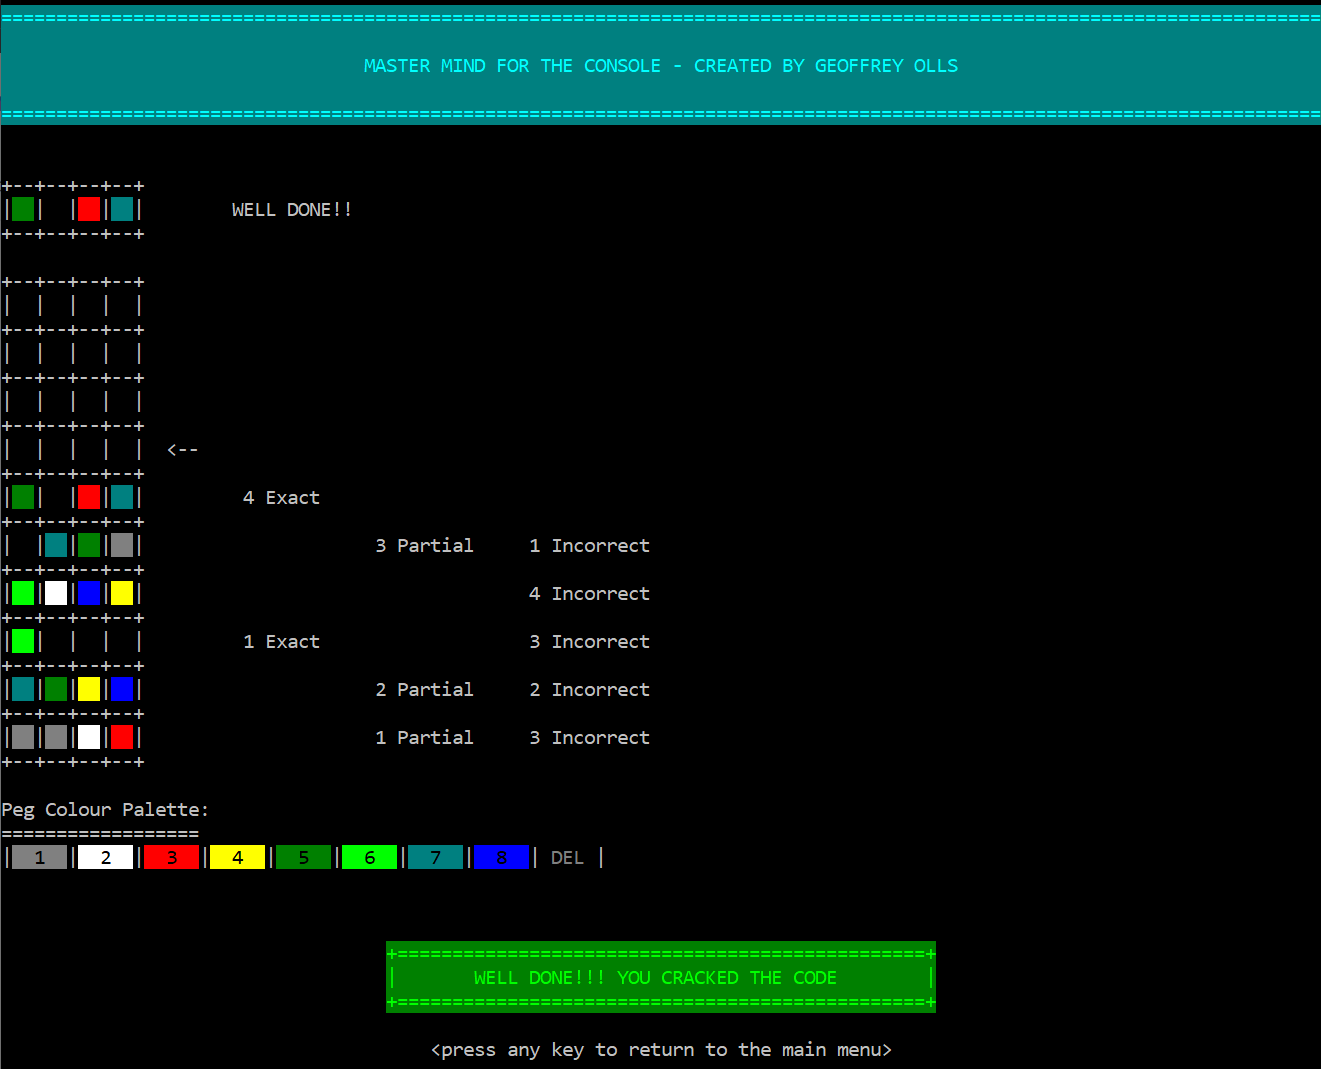 MASTER MIND FOR THE CONSOLE - CREATED BY GEOFFREY OLLS
WELL DONE!!
<--
4 Exact
3 Partial 1 Incorrect
4 Incorrect
1 Exact 3 Incorrect
2 Partial 2 Incorrect
1 Partial 3 Incorrect
Peg Colour Palette:
==================
| 1 | 2 | 3 | 4 | 5 | 6 | 7 | 8 | DEL |
WELL DONE!!! YOU CRACKED THE CODE
<press any key to return to the main menu>